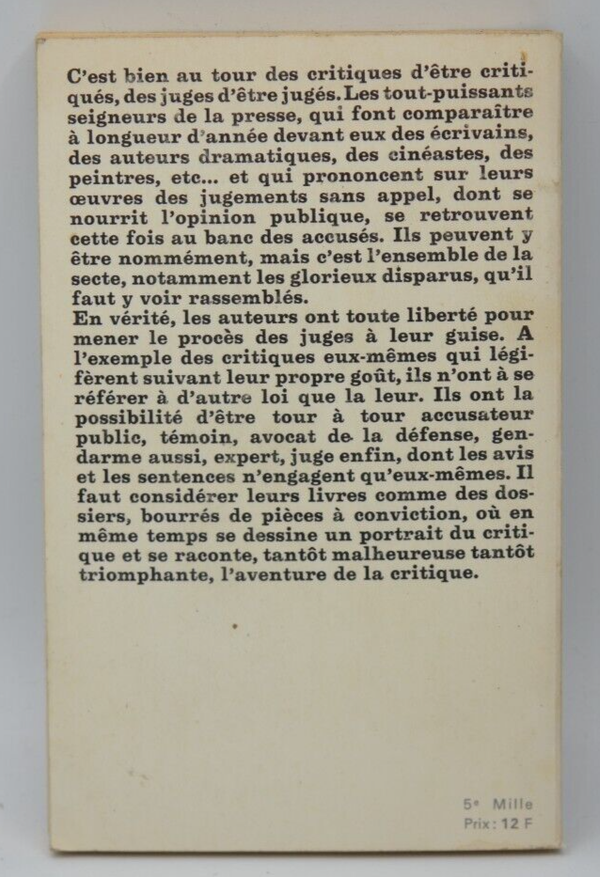 C'est bien au tour des critiques d'être criti-
qués, des juges d'être jugés. Les tout-puissants
seigneurs de la presse, qui font comparaître
à longueur d'année devant eux des écrivains,
des auteurs dramatiques, des cinéastes, des
peintres, etc... et qui prononcent sur leurs
œuvres des jugements sans appel, dont se
nourrit l'opinion publique, se retrouvent
cette fois au banc des accusés. Ils peuvent y
être nommément, mais c'est l'ensemble de la
secte, notamment les glorieux disparus, qu'il
faut y voir rassemblés.
En vérité, les auteurs ont toute liberté pour
mener le procès des juges à leur guise. A
l'exemple des critiques eux-mêmes qui légi-
fèrent suivant leur propre goût, ils n'ont à se
référer à d'autre loi que la leur. Ils ont la
possibilité d'être tour à tour accusateur
public, témoin, avocat de la défense, gen-
darme aussi, expert, juge enfin, dont les avis
et les sentences n'engagent qu'eux-mêmes. Il
faut considérer leurs livres comme des dos-
siers, bourrés de pièces à conviction, où en
même temps se dessine un portrait du criti-
que et se raconte, tantôt malheureuse tantôt
triomphante, l'aventure de la critique.
5e Mille
Prix : 12 F